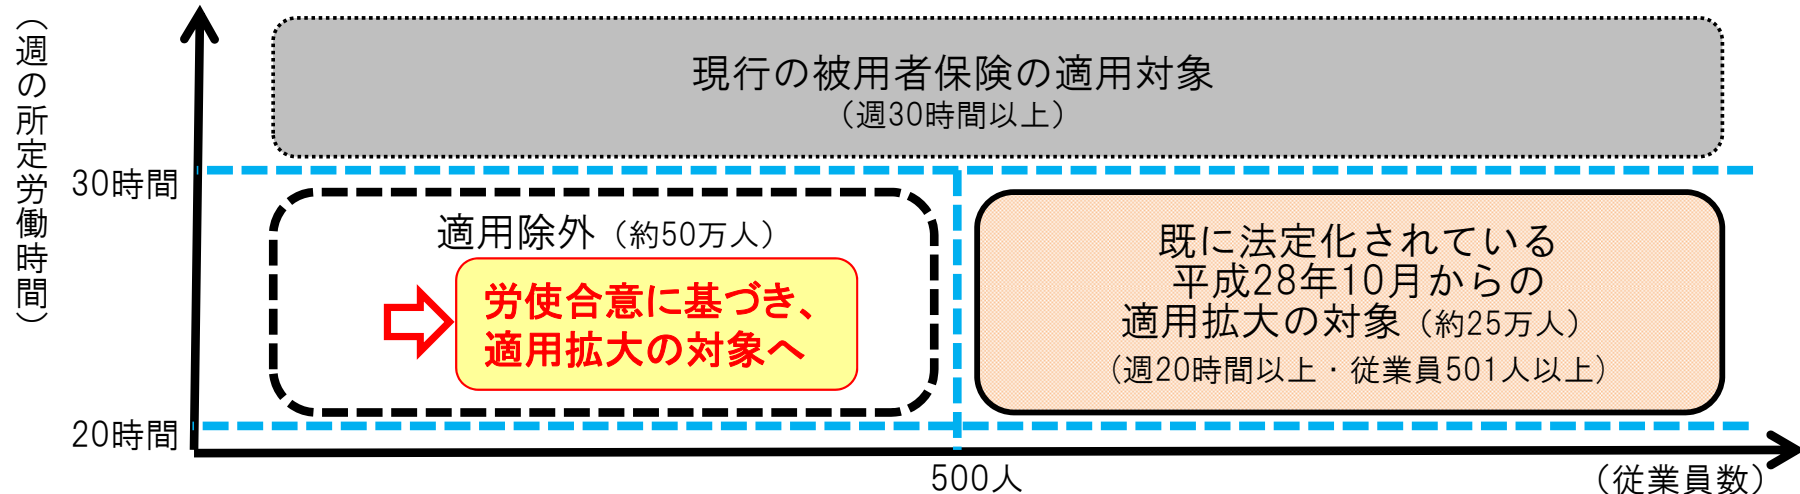 （週の所定労働時間）
現行の被用者保険の適用対象
（週30時間以上）
30時間
適用除外（約50万人）
労使合意に基づき、
適用拡大の対象へ
既に法定化されている
平成28年10月からの
適用拡大の対象（約25万人）
（週20時間以上・従業員501人以上）
20時間
500人
（従業員数）